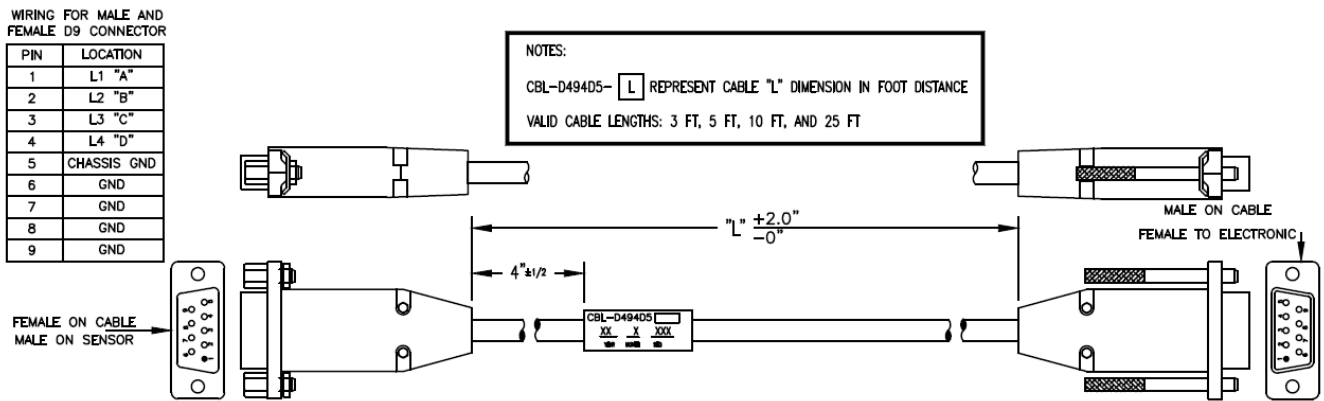 WIRING FOR MALE AND
FEMALE D9 CONNECTOR
PIN LOCATION
1 L1 "A"
2 L2 "B"
3 L3 "C"
4 L4 "D"
5 CHASSIS GND
6 GND
7 GND
8 GND
9 GND
NOTES:
CBL-D494D5- L REPRESENT CABLE "L" DIMENSION IN FOOT DISTANCE
VALID CABLE LENGTHS: 3 FT, 5 FT, 10 FT, AND 25 FT
MALE ON CABLE
FEMALE TO ELECTRONIC
"L" +2.0"
-0"
4"±1/2
FEMALE ON CABLE
MALE ON SENSOR
CBL-D494D5
XX X XXX